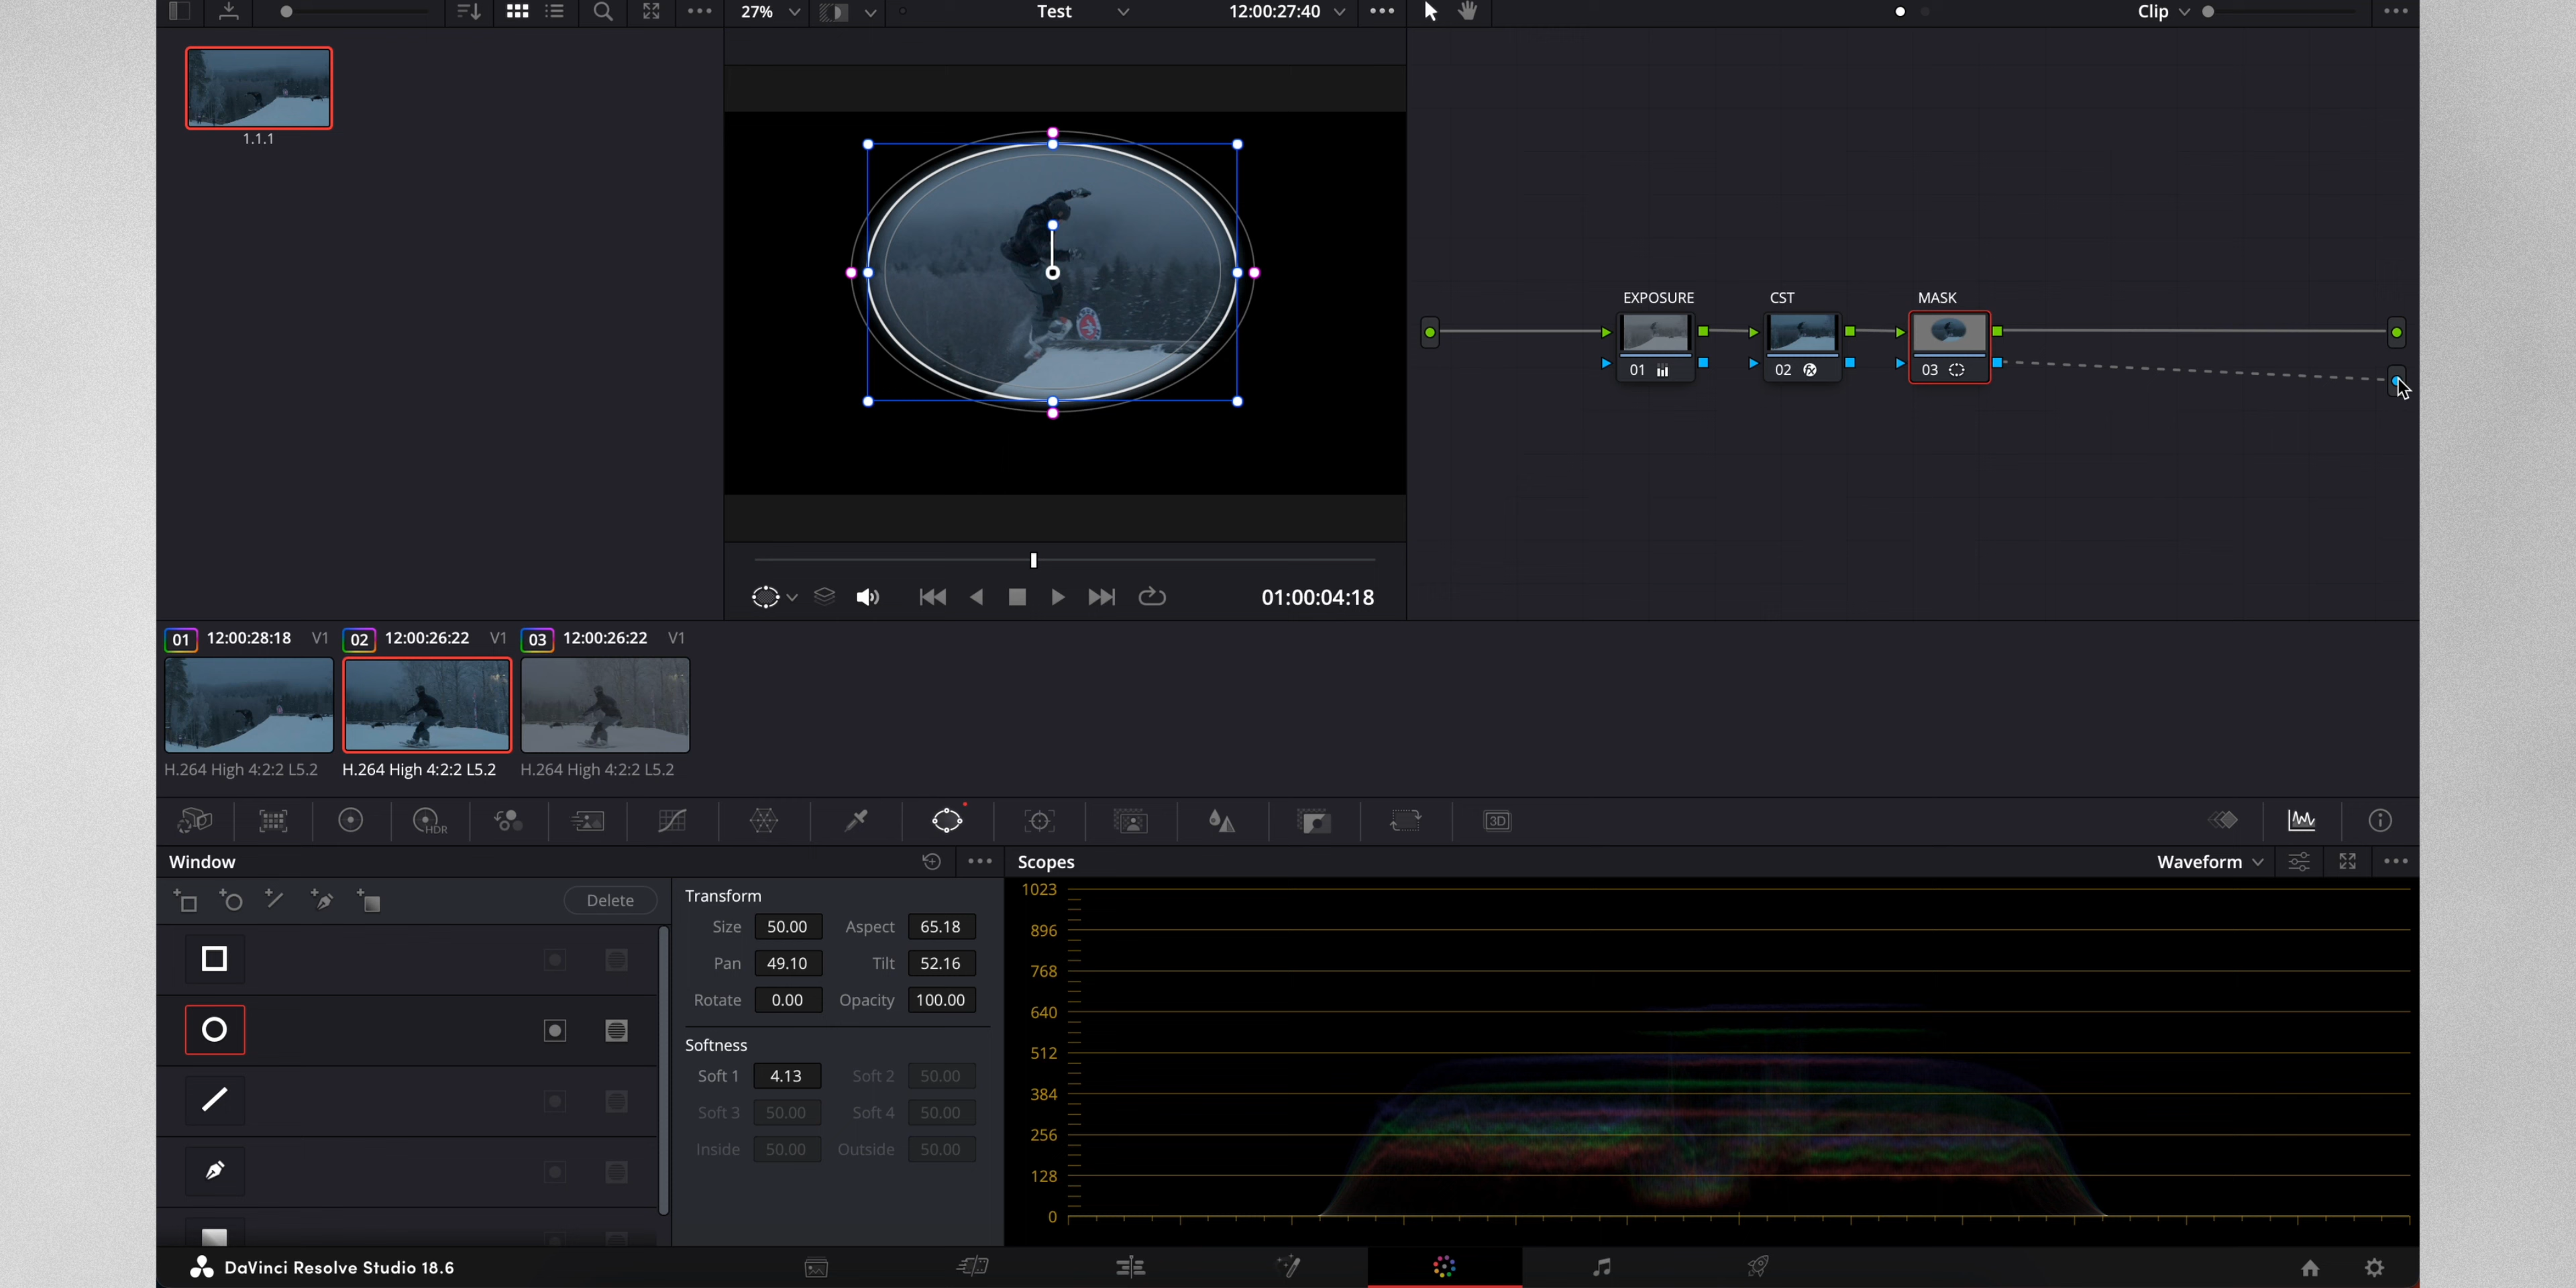 27%
Test
12:00:27:40
Clip
1.1.1
EXPOSURE
CST
MASK
01
02
03
01:00:04:18
01 12:00:28:18 V1
02 12:00:26:22 V1
03 12:00:26:22 V1
H.264 High 4:2:2 L5.2
H.264 High 4:2:2 L5.2
H.264 High 4:2:2 L5.2
HDR
3D
Window
Scopes
Waveform
Delete
Transform
Size 50.00 Aspect 65.18
Pan 49.10 Tilt 52.16
Rotate 0.00 Opacity 100.00
Softness
Soft 1 4.13 Soft 2 50.00
Soft 3 50.00 Soft 4 50.00
Inside 50.00 Outside 50.00
1023
896
768
640
512
384
256
128
0
DaVinci Resolve Studio 18.6